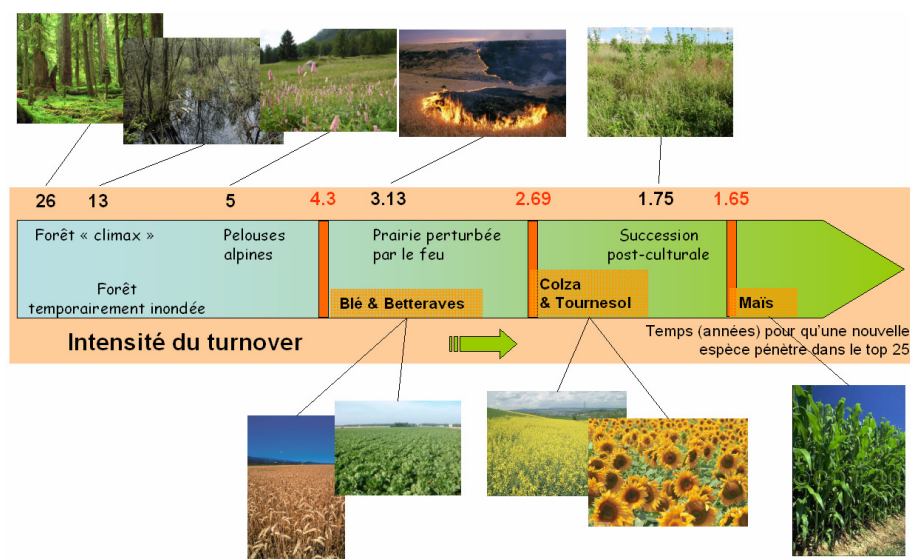 26 13 5 4.3 3.13 2.69 1.75 1.65
Forêt « climax »
Forêt
temporairement inondée
Pelouses
alpines
Prairie perturbée
par le feu
Succession
post-culturale
Blé & Betteraves
Colza
& Tournesol
Maïs
Intensité du turnover
Temps (années) pour qu'une nouvelle
espèce pénètre dans le top 25